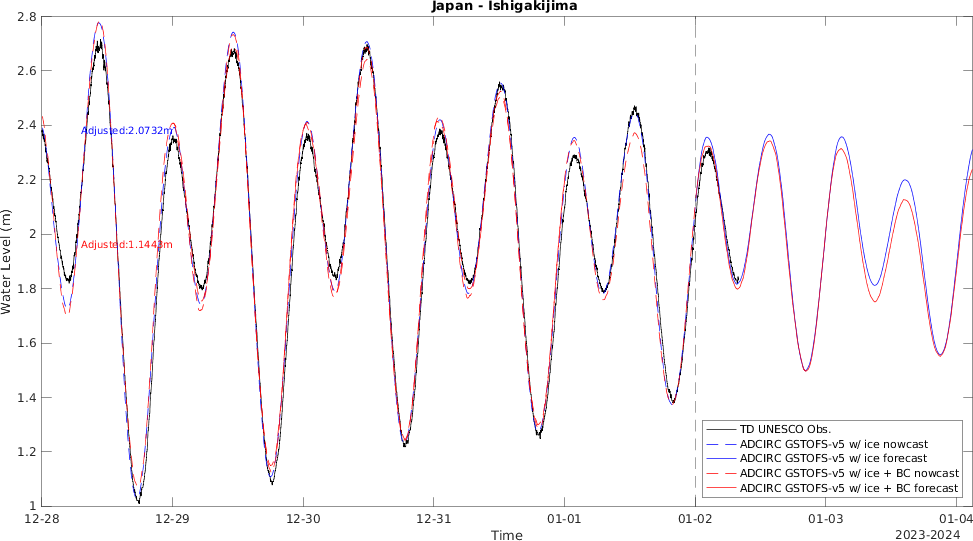 Japan - Ishigakijima
2.8
2.6
2.4
2.2
2
1.8
1.6
1.4
1.2
1
Water Level (m)
Adjusted:2.0732m
Adjusted:1.1443m
TD UNESCO Obs.
ADCIRC GSTOFS-v5 w/ ice nowcast
ADCIRC GSTOFS-v5 w/ ice forecast
ADCIRC GSTOFS-v5 w/ ice + BC nowcast
ADCIRC GSTOFS-v5 w/ ice + BC forecast
12-28 12-29 12-30 12-31 01-01 01-02 01-03 01-04
Time
2023-2024